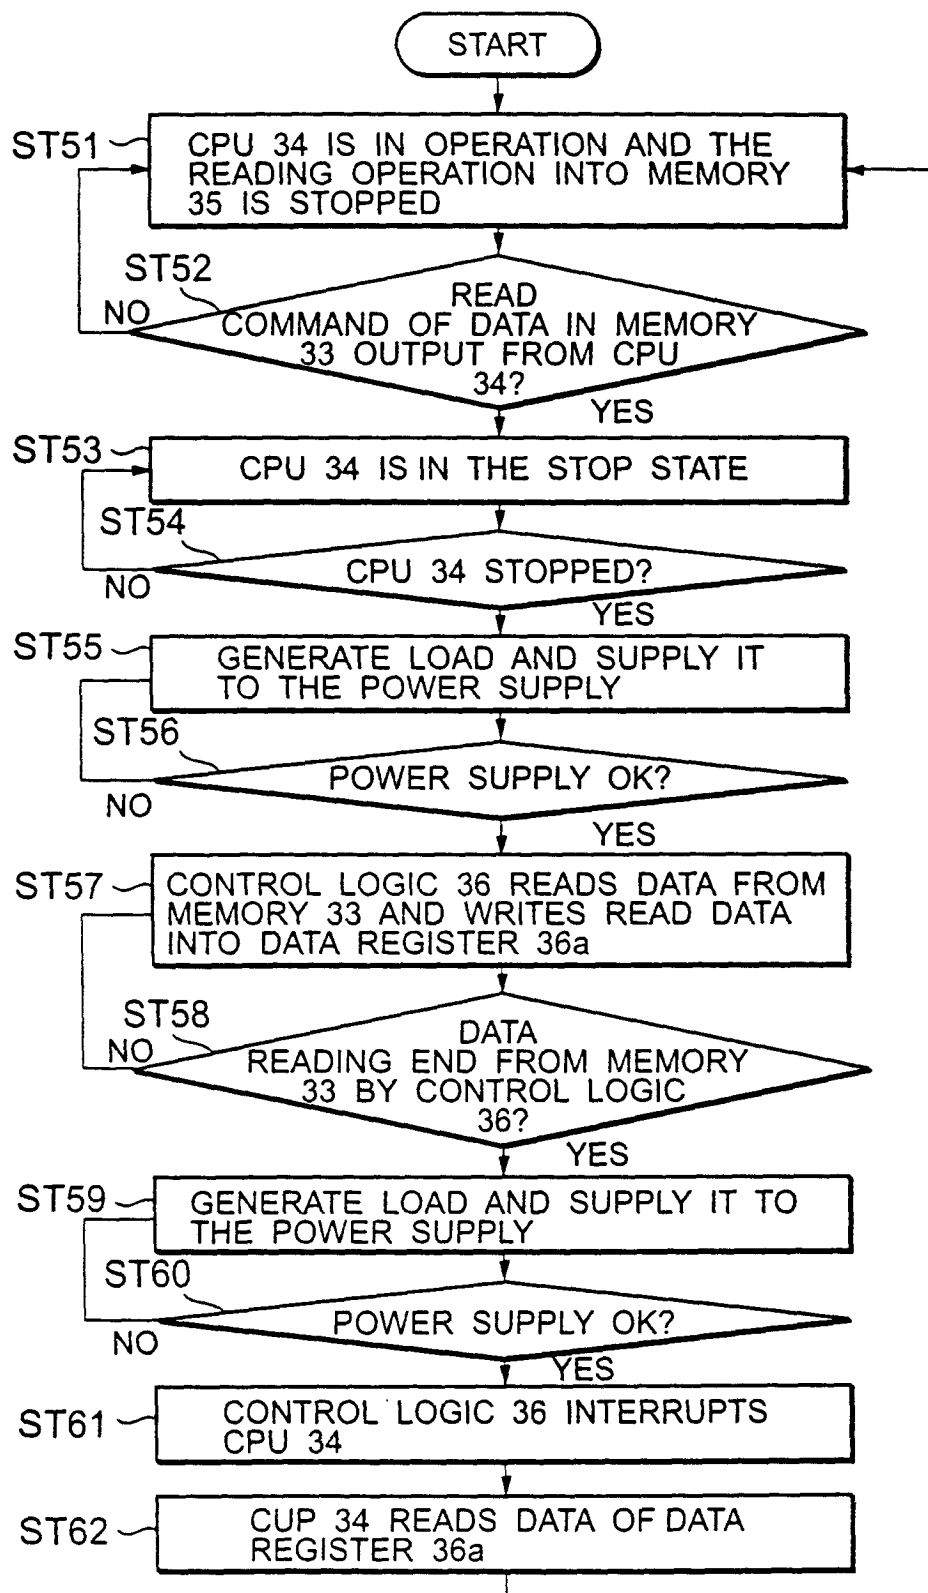 START
ST51
CPU 34 IS IN OPERATION AND THE
READING OPERATION INTO MEMORY
35 IS STOPPED
ST52
NO
READ
COMMAND OF DATA IN MEMORY
33 OUTPUT FROM CPU
34?
YES
ST53
CPU 34 IS IN THE STOP STATE
ST54
NO
CPU 34 STOPPED?
YES
ST55
GENERATE LOAD AND SUPPLY IT
TO THE POWER SUPPLY
ST56
NO
POWER SUPPLY OK?
YES
ST57
CONTROL LOGIC 36 READS DATA FROM
MEMORY 33 AND WRITES READ DATA
INTO DATA REGISTER 36a
ST58
NO
DATA
READING END FROM MEMORY
33 BY CONTROL LOGIC
36?
YES
ST59
GENERATE LOAD AND SUPPLY IT TO
THE POWER SUPPLY
ST60
NO
POWER SUPPLY OK?
YES
ST61
CONTROL LOGIC 36 INTERRUPTS
CPU 34
ST62
CUP 34 READS DATA OF DATA
REGISTER 36a